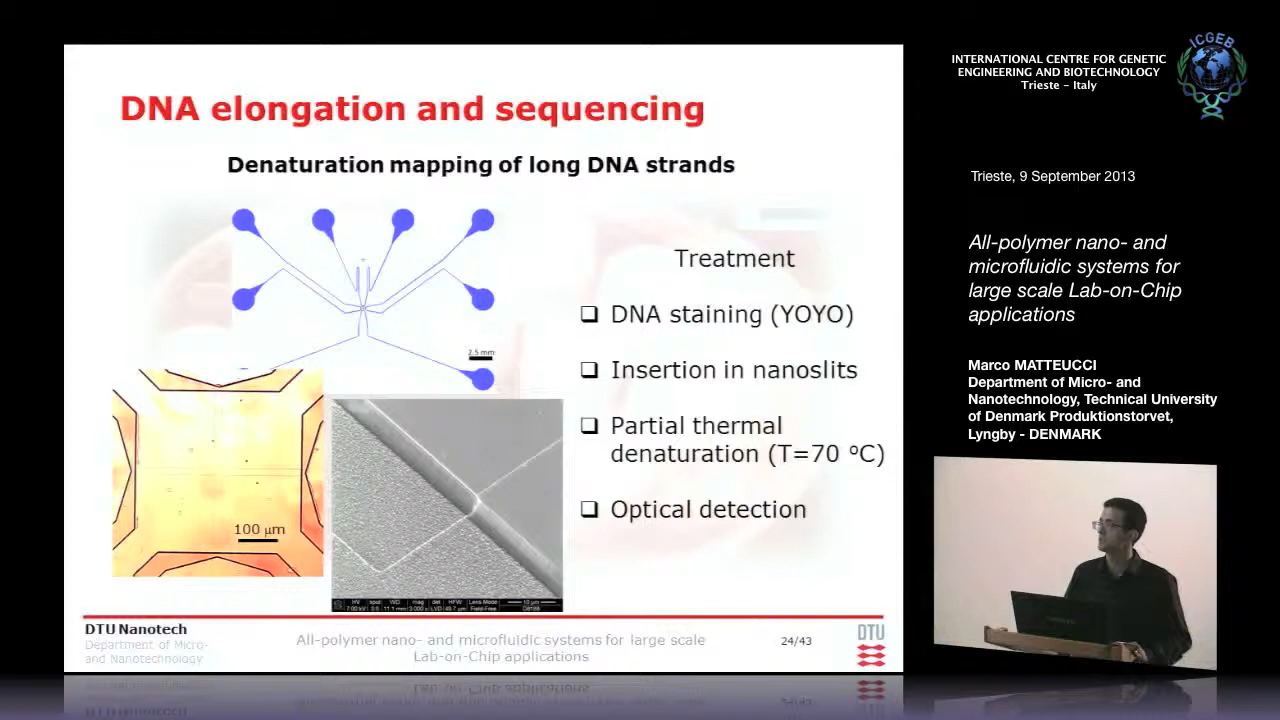 DNA elongation and sequencing
Denaturation mapping of long DNA strands
2.5 mm
100 μm
Treatment
DNA staining (YOYO)
Insertion in nanoslits
Partial thermal
denaturation (T=70 ºC)
Optical detection
DTU Nanotech
Department of Micro-
and Nanotechnology
All-polymer nano- and microfluidic systems for large scale
Lab-on-Chip applications
24/43
DTU
INTERNATIONAL CENTRE FOR GENETIC
ENGINEERING AND BIOTECHNOLOGY
Trieste – Italy
ICGEB
Trieste, 9 September 2013
All-polymer nano- and
microfluidic systems for
large scale Lab-on-Chip
applications
Marco MATTEUCCI
Department of Micro- and
Nanotechnology, Technical University
of Denmark Produktionstorvet,
Lyngby - DENMARK